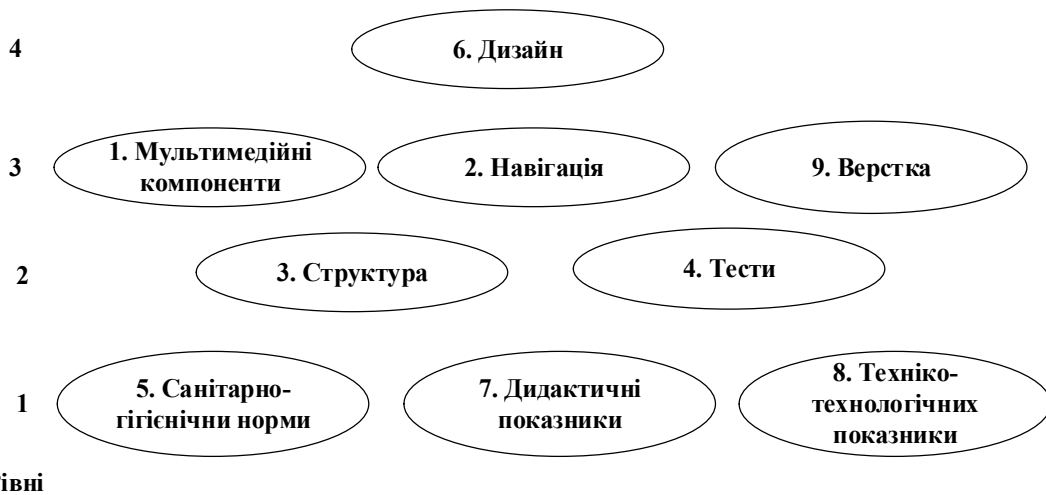 4
6. Дизайн
3
1. Мультимедійні
компоненти
2. Навігація
9. Верстка
2
3. Структура
4. Тести
1
5. Санітарно-
гігієнічни норми
7. Дидактичні
показники
8. Техніко-
технологічних
показники
івні